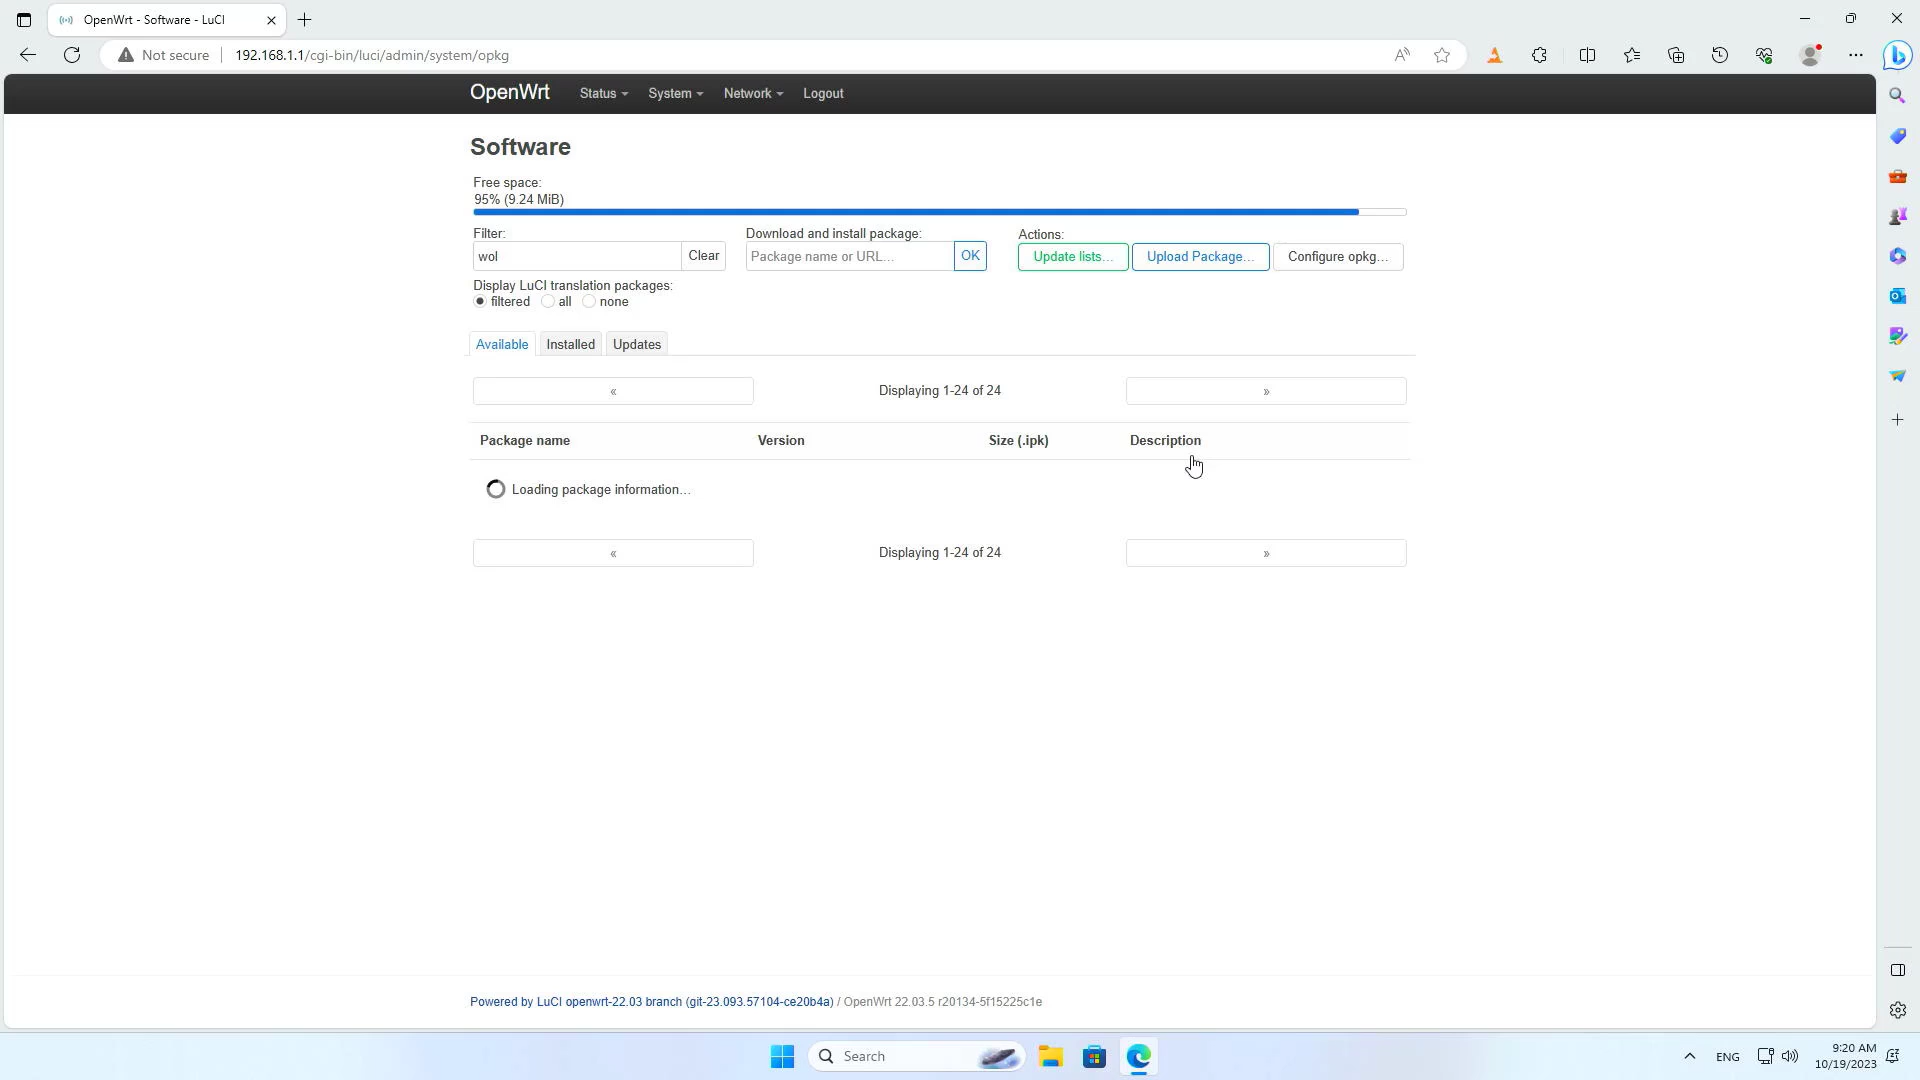 OpenWrt - Software - LuCI
Not secure
192.168.1.1/cgi-bin/luci/admin/system/opkg
OpenWrt Status System Network Logout
Software
Free space:
95% (9.24 MiB)
Filter:
wol Clear
Download and install package:
Package name or URL... OK
Actions:
Update lists... Upload Package... Configure opkg...
Display LuCI translation packages:
filtered all none
Available Installed Updates
« Displaying 1-24 of 24 »
Package name Version Size (.ipk) Description
Loading package information...
« Displaying 1-24 of 24 »
Powered by LuCI openwrt-22.03 branch (git-23.093.57104-ce20b4a) / OpenWrt 22.03.5 r20134-5f15225c1e
Search
ENG
9:20 AM
10/19/2023